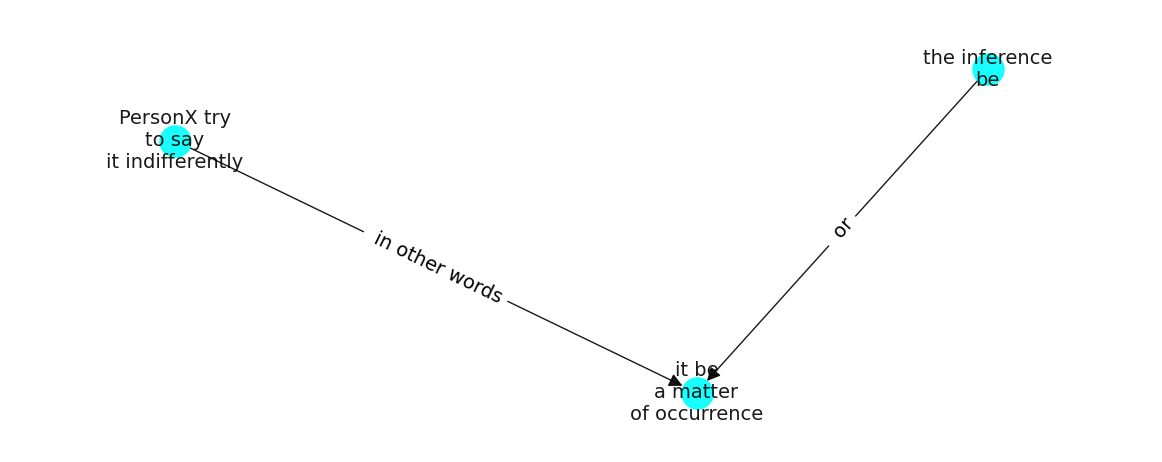 the inference
be
PersonX try
to say
it indifferently
or
in other words
it be
a matter
of occurrence